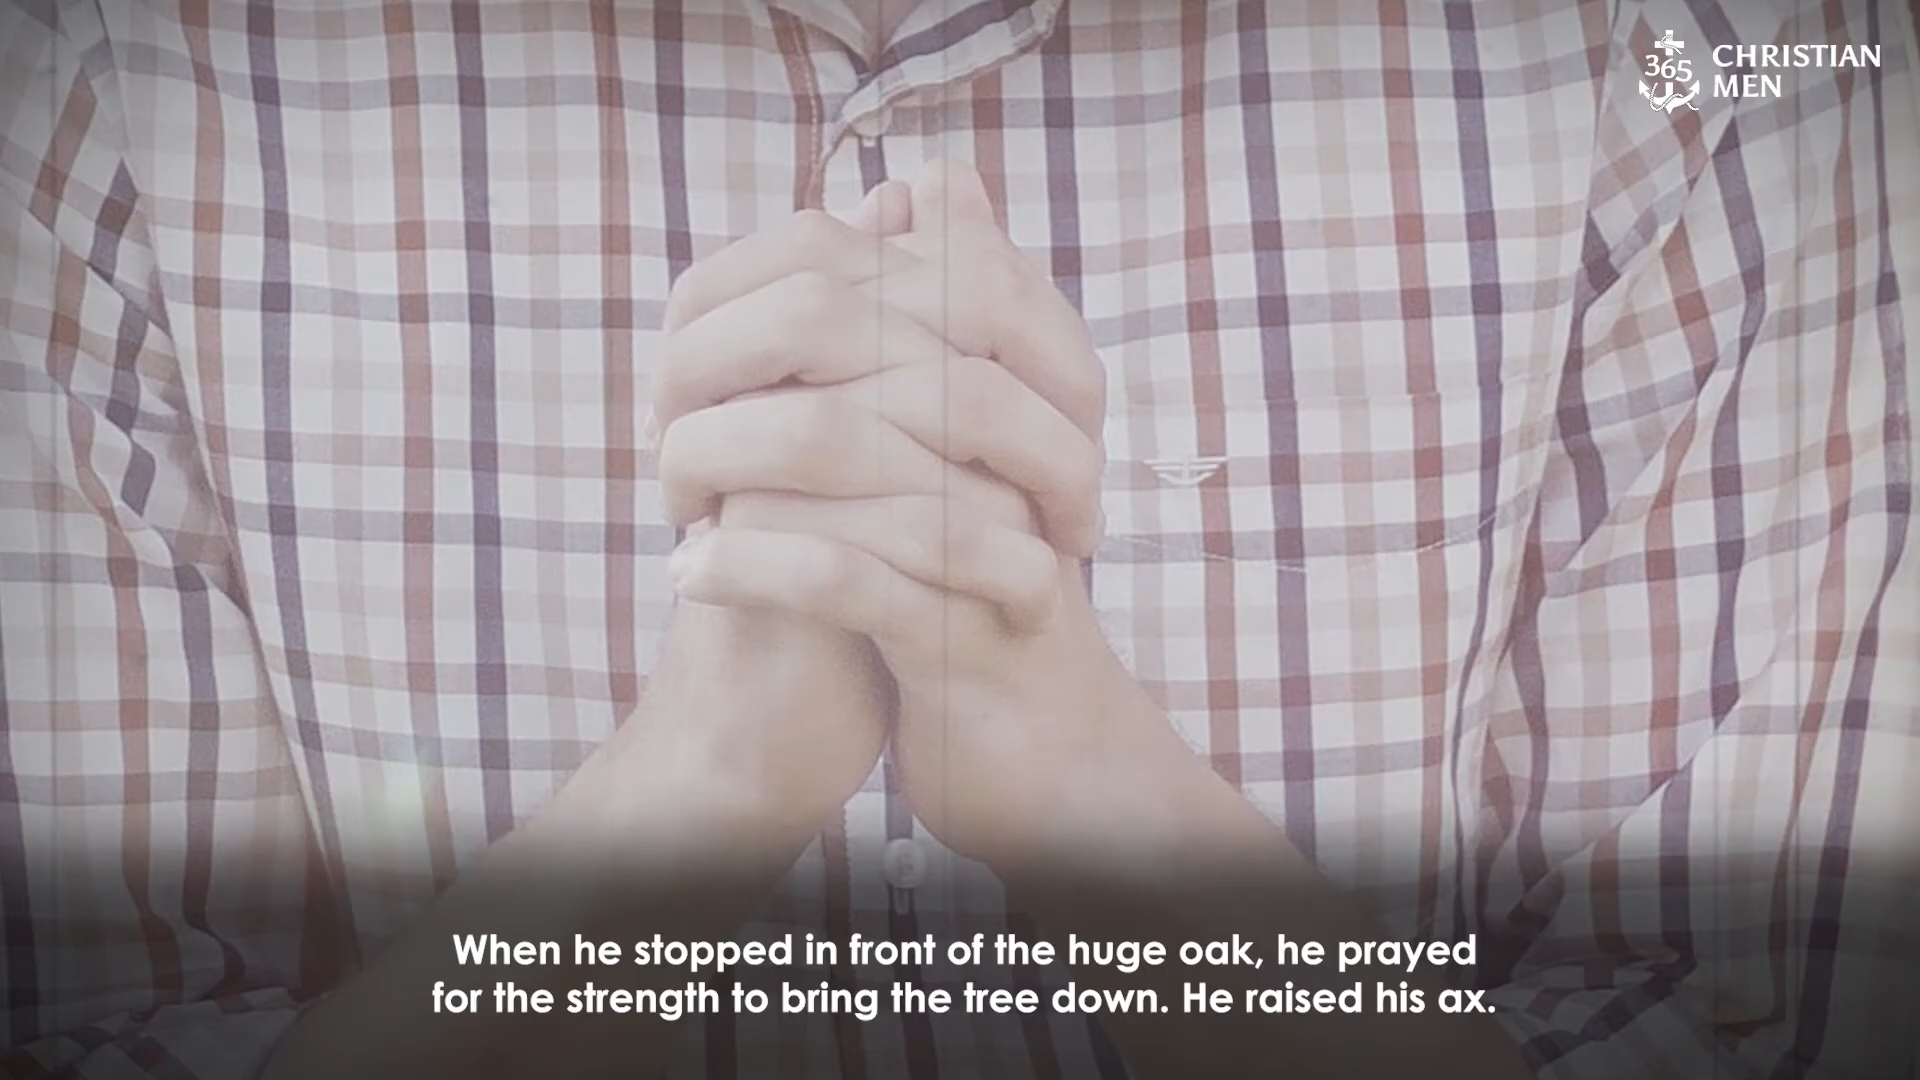 365
CHRISTIAN
MEN
When he stopped in front of the huge oak, he prayed
for the strength to bring the tree down. He raised his ax.